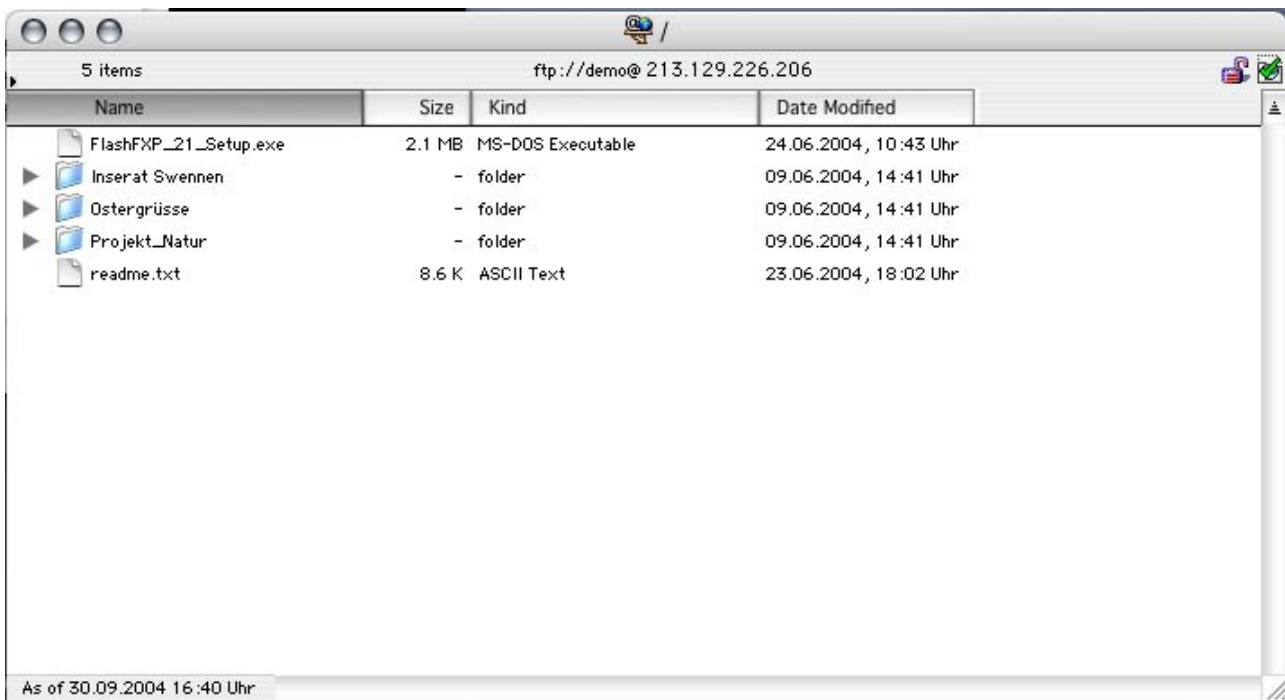 /
5 items ftp://demo@ 213.129.226.206
Name Size Kind Date Modified
FlashFXP_21_Setup.exe 2.1 MB MS-DOS Executable 24.06.2004, 10:43 Uhr
Inserat Swennen - folder 09.06.2004, 14:41 Uhr
Ostergrüsse - folder 09.06.2004, 14:41 Uhr
Projekt_Natur - folder 09.06.2004, 14:41 Uhr
readme.txt 8.6 K ASCII Text 23.06.2004, 18:02 Uhr
As of 30.09.2004 16:40 Uhr